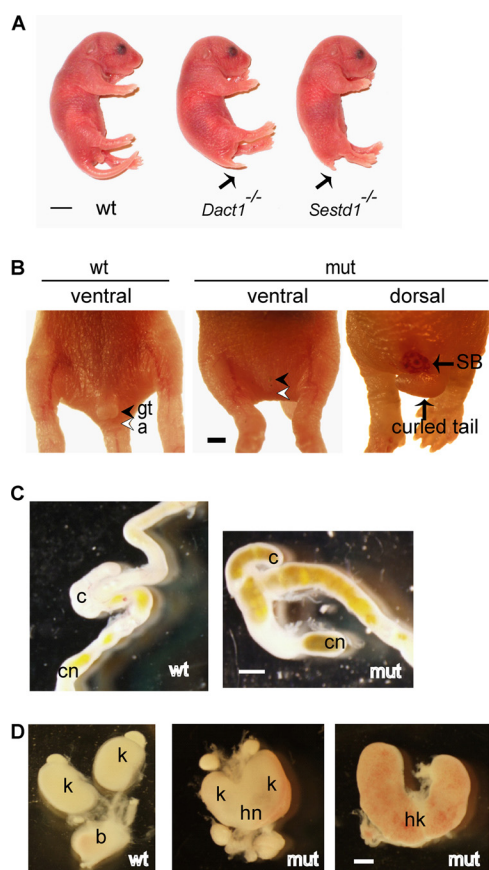 A
wt
Dact1-/-
Sestd1-/-
B
wt
mut
ventral
ventral
dorsal
gt
a
SB
curled tail
C
c
cn
wt
c
cn
mut
D
k
k
b
wt
k
k
hn
mut
hk
mut